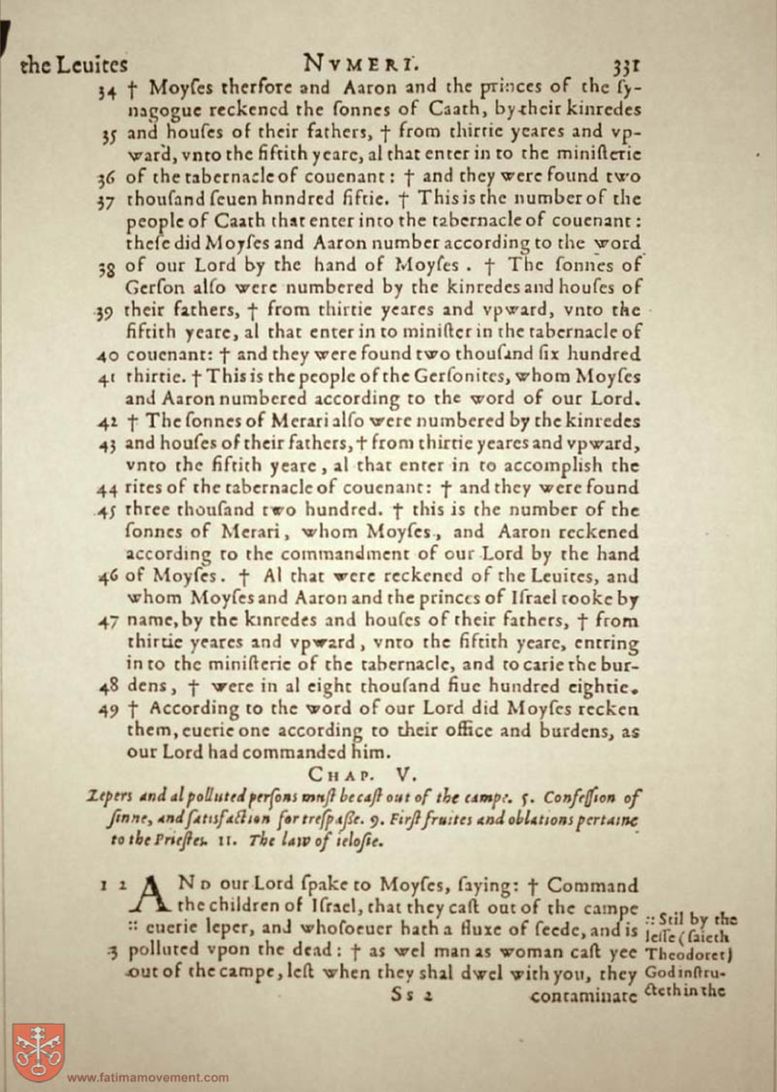 the Leuites NVMERI. 331
34 † Moyſes therfore and Aaron and the princes of the ſy-
nagogue reckened the ſonnes of Caath, by their kinredes
35 and houſes of their fathers, † from thirtie yeares and vp-
ward, vnto the fiftith yeare, al that enter in to the miniſterie
36 of the tabernacle of couenant : † and they were found two
37 thouſand ſeuen hnndred fiftie. † This is the number of the
people of Caath that enter into the tabernacle of couenant :
theſe did Moyſes and Aaron number according to the word
38 of our Lord by the hand of Moyſes . † The ſonnes of
Gerſon alſo were numbered by the kinredes and houſes of
39 their fathers, † from thirtie yeares and vpward, vnto the
fiftith yeare, al that enter in to miniſter in the tabernacle of
40 couenant: † and they were found two thouſand ſix hundred
41 thirtie. † This is the people of the Gerſonites, whom Moyſes
and Aaron numbered according to the word of our Lord.
42 † The ſonnes of Merari alſo were numbered by the kinredes
43 and houſes of their fathers, † from thirtie yeares and vpward,
vnto the fiftith yeare , al that enter in to accompliſh the
44 rites of the tabernacle of couenant: † and they were found
45 three thouſand two hundred. † this is the number of the
ſonnes of Merari , whom Moyſes , and Aaron reckened
according to the commandment of our Lord by the hand
46 of Moyſes . † Al that were reckened of the Leuites, and
whom Moyſes and Aaron and the princes of Iſrael tooke by
47 name, by the kinredes and houſes of their fathers, † from
thirtie yeares and vpward , vnto the fiftith yeare, entring
in to the miniſterie of the tabernacle, and to carie the bur-
48 dens, † were in al eight thouſand fiue hundred eightie.
49 † According to the word of our Lord did Moyſes recken
them, euerie one according to their office and burdens, as
our Lord had commanded him.
CHAP. V.
Lepers and al polluted perſons muſt be caſt out of the campe. 5. Confeſſion of
ſinne, and ſatisfaction for treſpaſſe. 9. Firſt fruites and oblations pertaine
to the Prieſtes. 11. The law of ieloſie.
1 2 AND our Lord ſpake to Moyſes, ſaying: † Command
the children of Iſrael, that they caſt out of the campe
:: euerie leper, and whoſoeuer hath a fluxe of ſeede, and is
3 polluted vpon the dead : † as wel man as woman caſt yee
out of the campe, leſt when they shal dwel with you, they
:: Stil by the
leſſe (ſaieth
Theodoret)
God inſtru-
cteth in the
Ss 2 contaminate
www.fatimamovement.com